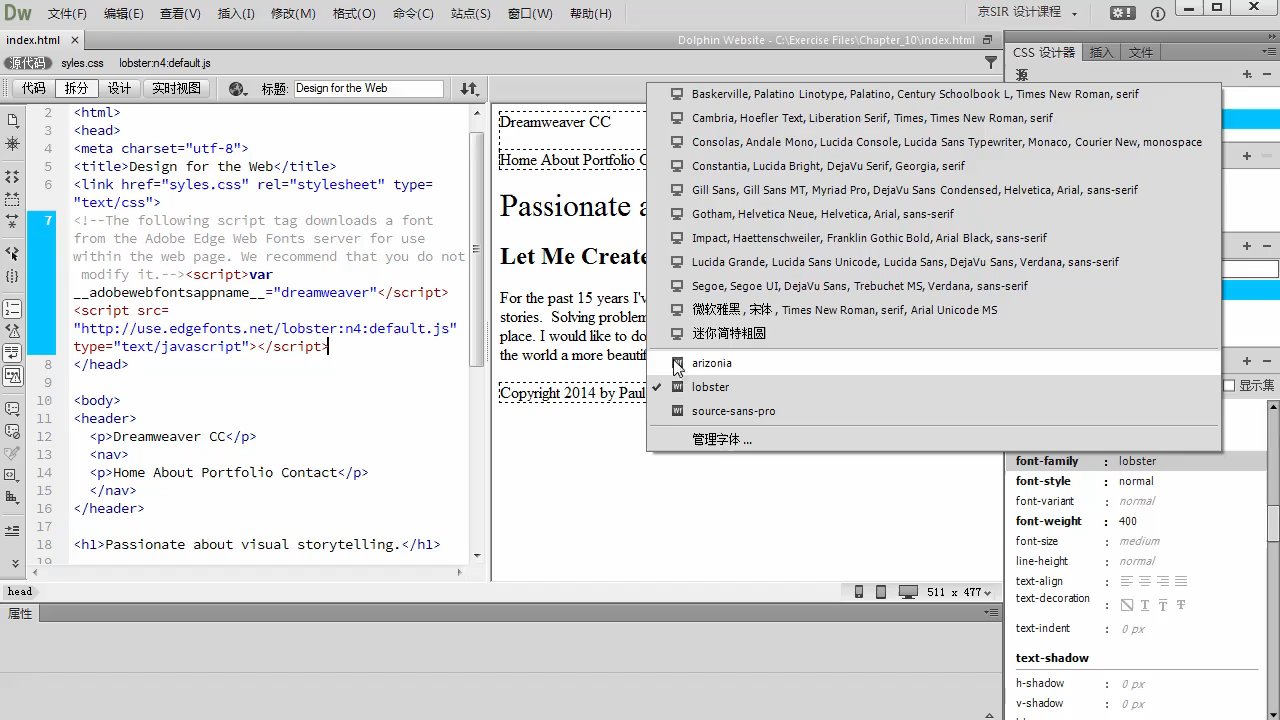 Dw 文件(F) 编辑(E) 查看(V) 插入(I) 修改(M) 格式(O) 命令(C) 站点(S) 窗口(W) 帮助(H) 京SIR 设计课程
index.html × Dolphin Website - C:\Exercise Files\Chapter_10\index.html
源代码 syles.css lobster:n4:default.js
代码 拆分 设计 实时视图 标题: Design for the Web
2 <html>
3 <head>
4 <meta charset="utf-8">
5 <title>Design for the Web</title>
6 <link href="syles.css" rel="stylesheet" type=
"text/css">
7 <!--The following script tag downloads a font
from the Adobe Edge Web Fonts server for use
within the web page. We recommend that you do not
modify it.--><script>var
__adobewebfontsappname__="dreamweaver"</script>
<script src=
"http://use.edgefonts.net/lobster:n4:default.js"
type="text/javascript"></script>
8 </head>
9
10 <body>
11 <header>
12 <p>Dreamweaver CC</p>
13 <nav>
14 <p>Home About Portfolio Contact</p>
15 </nav>
16 </header>
17
18 <h1>Passionate about visual storytelling.</h1>
19
head
Dreamweaver CC
Home About Portfolio C
Passionate a
Let Me Create
For the past 15 years I'v
stories. Solving problem
place. I would like to do
the world a more beautif
Copyright 2014 by Paul
511 x 477
Baskerville, Palatino Linotype, Palatino, Century Schoolbook L, Times New Roman, serif
Cambria, Hoefler Text, Liberation Serif, Times, Times New Roman, serif
Consolas, Andale Mono, Lucida Console, Lucida Sans Typewriter, Monaco, Courier New, monospace
Constantia, Lucida Bright, DejaVu Serif, Georgia, serif
Gill Sans, Gill Sans MT, Myriad Pro, DejaVu Sans Condensed, Helvetica, Arial, sans-serif
Gotham, Helvetica Neue, Helvetica, Arial, sans-serif
Impact, Haettenschweiler, Franklin Gothic Bold, Arial Black, sans-serif
Lucida Grande, Lucida Sans Unicode, Lucida Sans, DejaVu Sans, Verdana, sans-serif
Segoe, Segoe UI, DejaVu Sans, Trebuchet MS, Verdana, sans-serif
微软雅黑, 宋体, Times New Roman, serif, Arial Unicode MS
迷你简特粗圆
arizonia
lobster
source-sans-pro
管理字体 ...
CSS 设计器 插入 文件
源
显示集
font-family : lobster
font-style : normal
font-variant : normal
font-weight : 400
font-size : medium
line-height : normal
text-align :
text-decoration :
text-indent : 0 px
text-shadow
h-shadow : 0 px
v-shadow : 0 px
属性